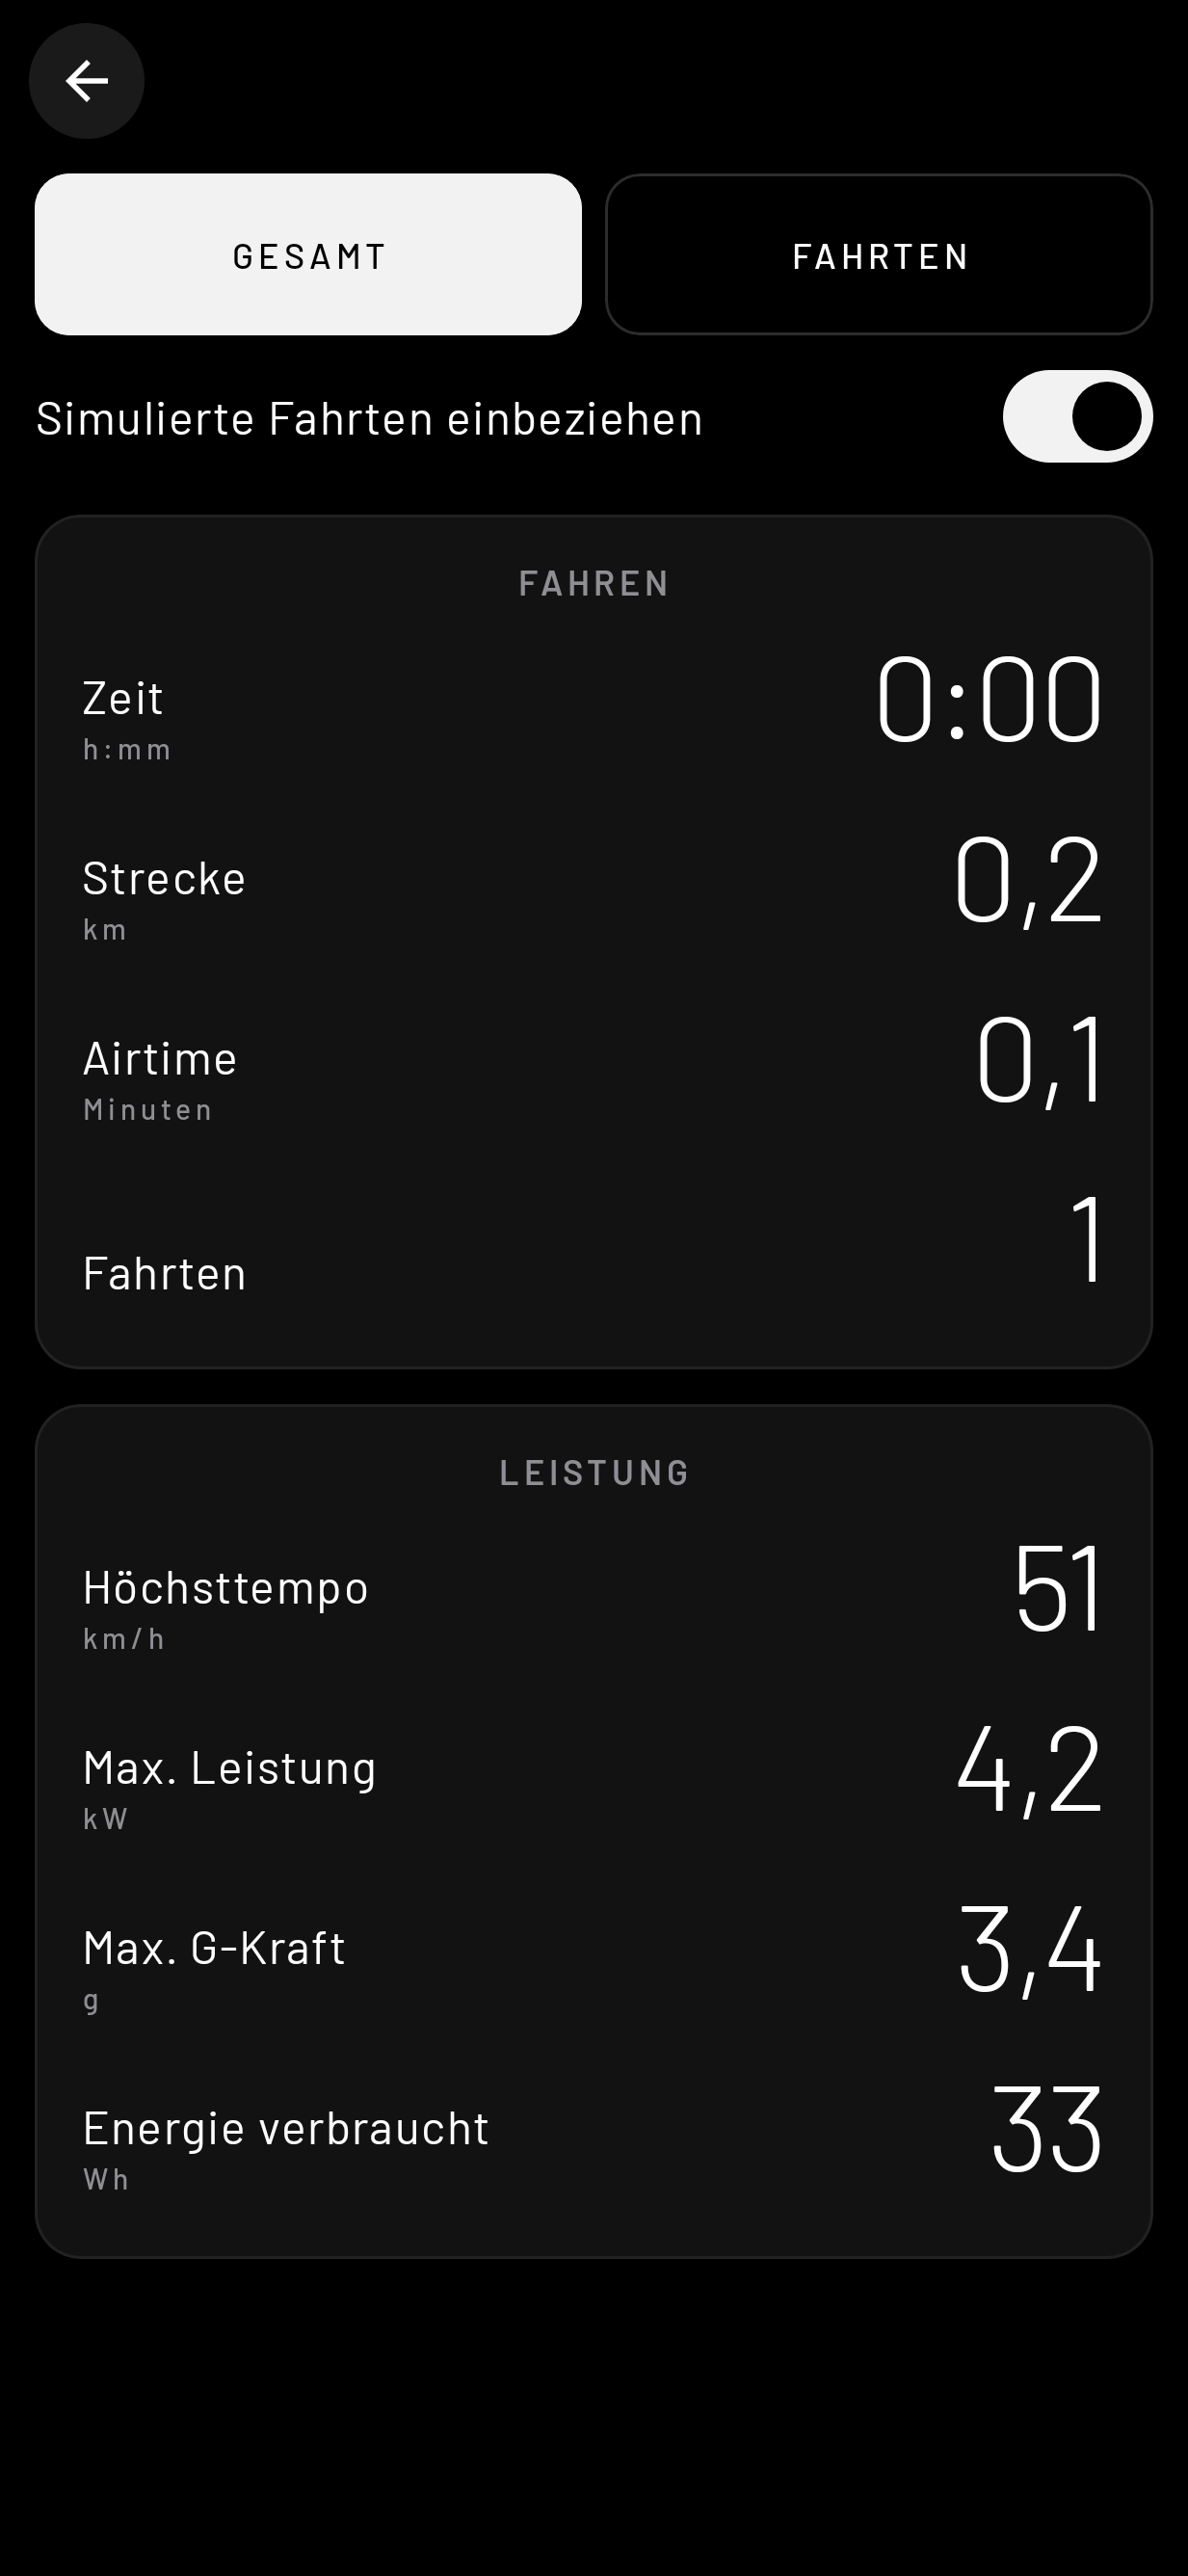 GESAMT
FAHRTEN
Simulierte Fahrten einbeziehen
FAHREN
Zeit
h:mm
0:00
Strecke
km
0,2
Airtime
Minuten
0,1
Fahrten
1
LEISTUNG
Höchsttempo
km/h
51
Max. Leistung
kW
4,2
Max. G-Kraft
g
3,4
Energie verbraucht
Wh
33